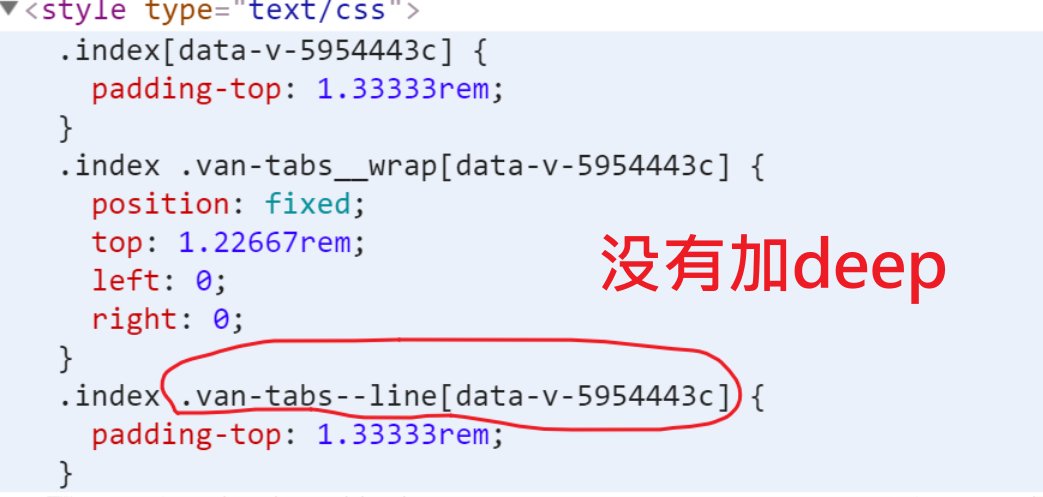 ▼<style type="text/css">
.index[data-v-5954443c] {
padding-top: 1.33333rem;
}
.index .van-tabs__wrap[data-v-5954443c] {
position: fixed;
top: 1.22667rem;
left: 0;
right: 0;
}
没有加deep
.index .van-tabs--line[data-v-5954443c] {
padding-top: 1.33333rem;
}